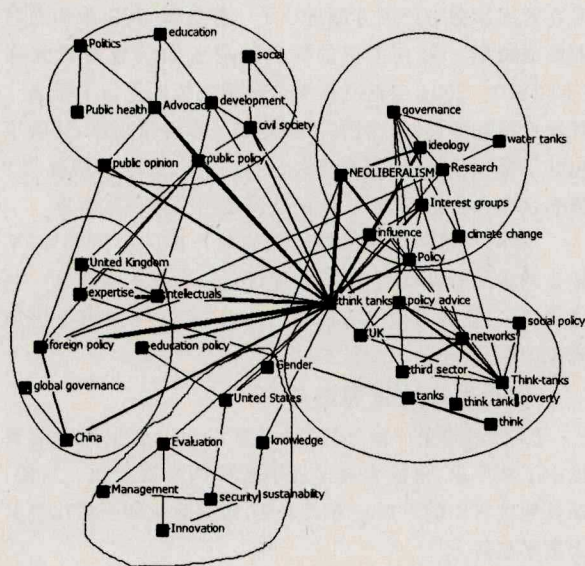 Politics
education
social
Public health
Advocac
development
civil society
public opinion
public policy
governance
ideology
water tanks
NEOLIBERALISM
Research
Interest groups
influence
climate change
Policy
United Kingdom
expertise
intellectuals
think tanks
policy advice
foreign policy
education policy
UK
networks
social policy
Gender
third sector
Think-tanks
global governance
United States
tanks
think tank
poverty
China
think
Evaluation
knowledge
Management
security
sustainability
Innovation